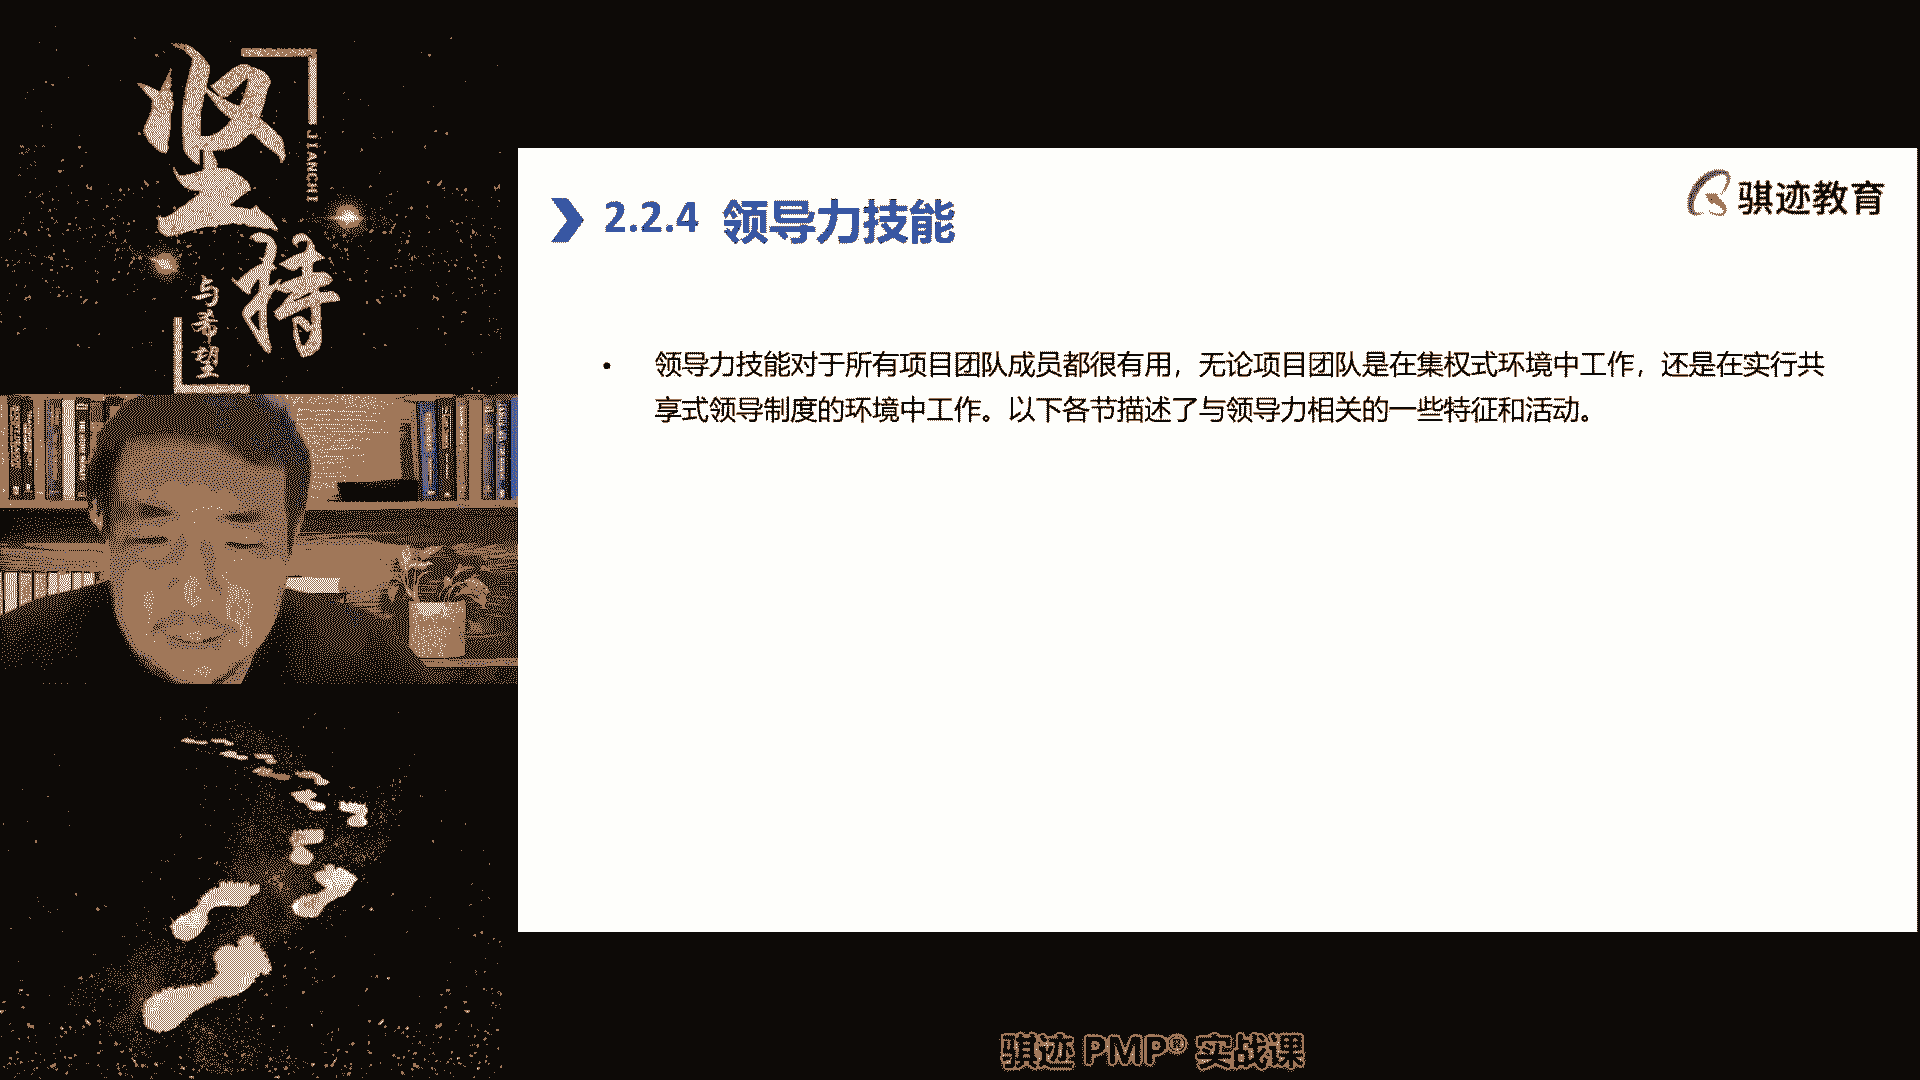 坚持
JIANCHI
与希望
2.2.4 领导力技能
骐迹教育
• 领导力技能对于所有项目团队成员都很有用，无论项目团队是在集权式环境中工作，还是在实行共
享式领导制度的环境中工作。以下各节描述了与领导力相关的一些特征和活动。
骐迹 PMP® 实战课